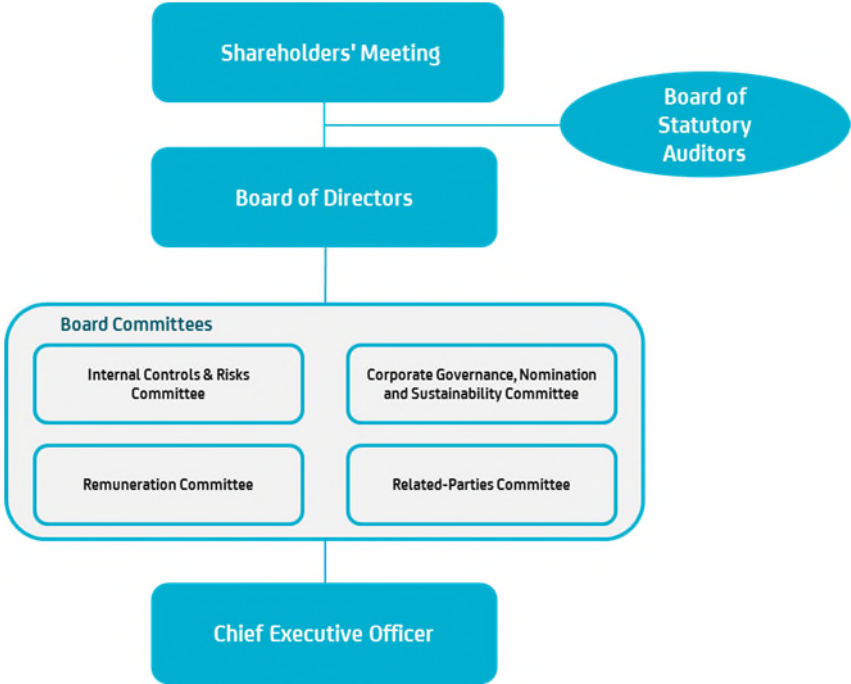 Shareholders' Meeting
Board of
Statutory
Auditors
Board of Directors
Board Committees
Internal Controls & Risks
Committee
Corporate Governance, Nomination
and Sustainability Committee
Remuneration Committee
Related-Parties Committee
Chief Executive Officer